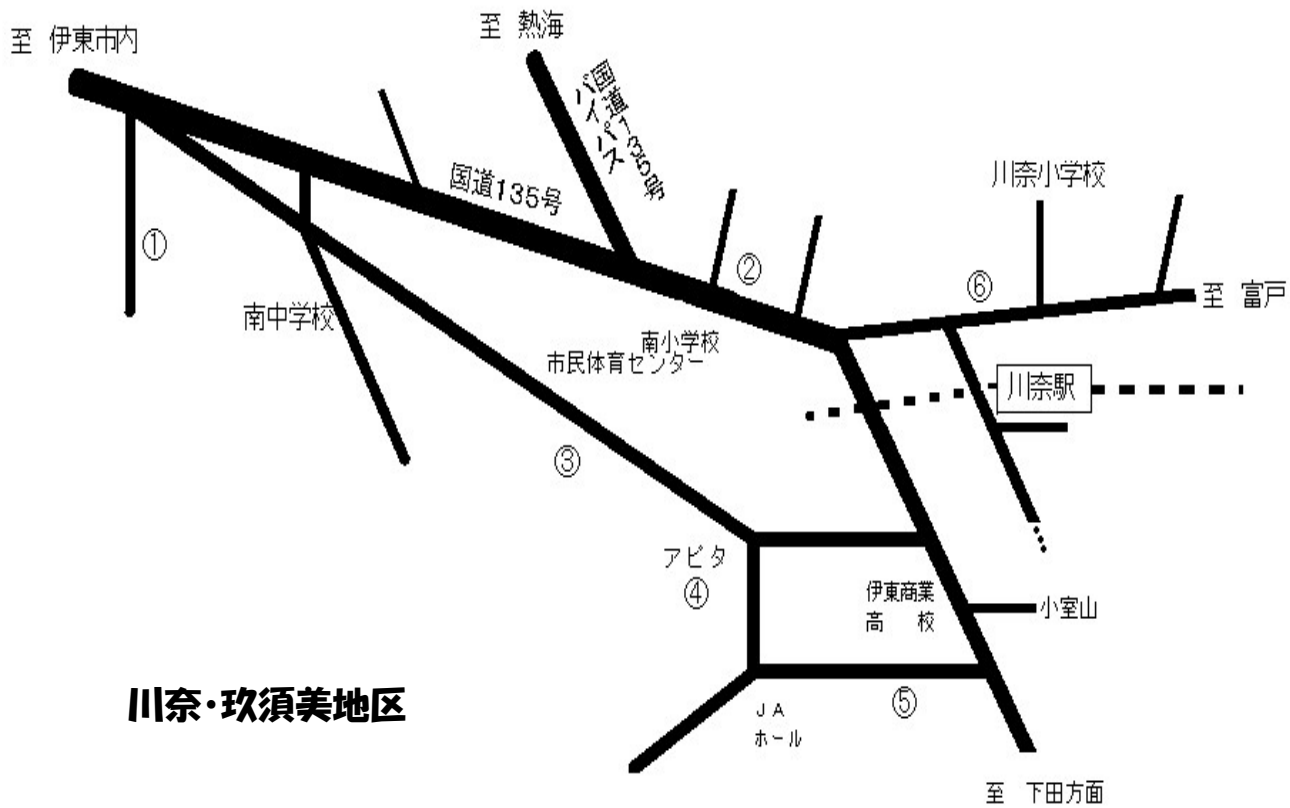 至 熱海
至 伊東市内
国道135号
バイパス
国道135号
川奈小学校
①
②
⑥
至 富戸
南中学校
南小学校
市民体育センター
川奈駅
③
アピタ
④
伊東商業
高 校
小室山
川奈・玖須美地区
⑤
JA
ホール
至 下田方面